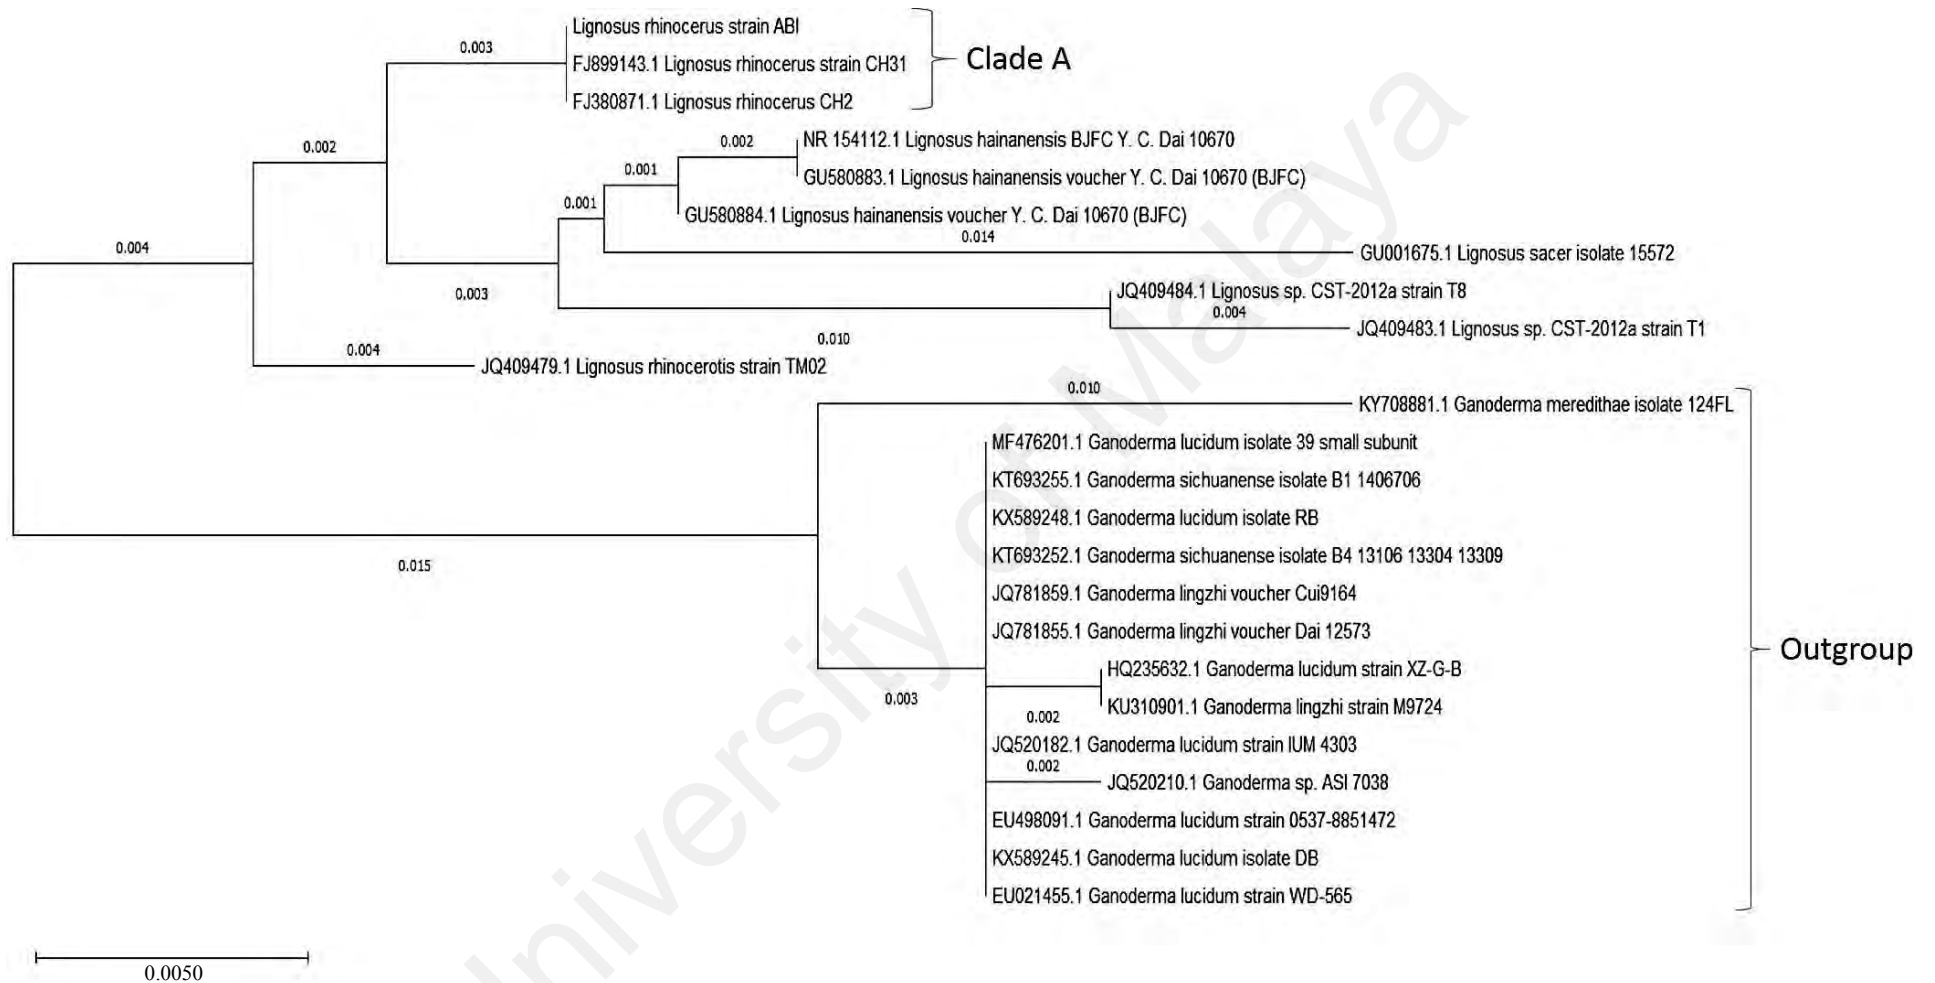 Lignosus rhinocerus strain ABI
0.003
FJ899143.1 Lignosus rhinocerus strain CH31
Clade A
FJ380871.1 Lignosus rhinocerus CH2
0.002
0.002
NR 154112.1 Lignosus hainanensis BJFC Y. C. Dai 10670
0.001
GU580883.1 Lignosus hainanensis voucher Y. C. Dai 10670 (BJFC)
0.001
GU580884.1 Lignosus hainanensis voucher Y. C. Dai 10670 (BJFC)
0.014
0.004
GU001675.1 Lignosus sacer isolate 15572
0.003
JQ409484.1 Lignosus sp. CST-2012a strain T8
0.004
JQ409483.1 Lignosus sp. CST-2012a strain T1
0.010
0.004
JQ409479.1 Lignosus rhinocerotis strain TM02
0.010
KY708881.1 Ganoderma meredithae isolate 124FL
MF476201.1 Ganoderma lucidum isolate 39 small subunit
KT693255.1 Ganoderma sichuanense isolate B1 1406706
KX589248.1 Ganoderma lucidum isolate RB
KT693252.1 Ganoderma sichuanense isolate B4 13106 13304 13309
0.015
JQ781859.1 Ganoderma lingzhi voucher Cui9164
JQ781855.1 Ganoderma lingzhi voucher Dai 12573
Outgroup
HQ235632.1 Ganoderma lucidum strain XZ-G-B
0.003
KU310901.1 Ganoderma lingzhi strain M9724
0.002
JQ520182.1 Ganoderma lucidum strain IUM 4303
0.002
JQ520210.1 Ganoderma sp. ASI 7038
EU498091.1 Ganoderma lucidum strain 0537-8851472
KX589245.1 Ganoderma lucidum isolate DB
EU021455.1 Ganoderma lucidum strain WD-565
0.0050
University of Malaya